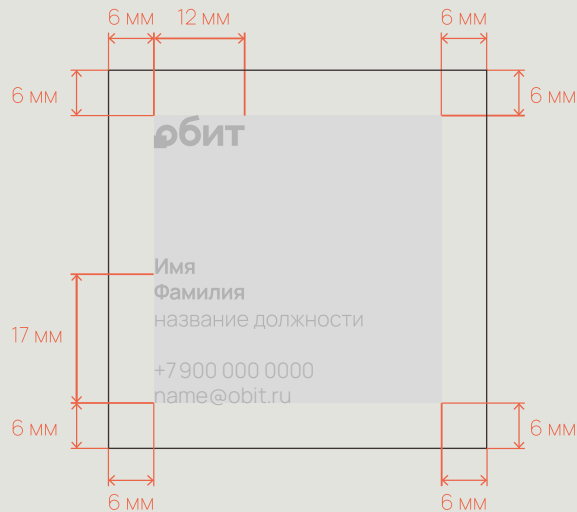 6 мм 12 мм 6 мм
6 мм 6 мм
обит
Имя
Фамилия
название должности
17 мм
+7 900 000 0000
name@obit.ru
6 мм 6 мм
6 мм 6 мм